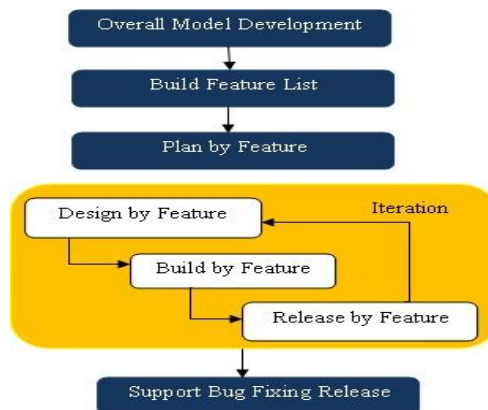 Overall Model Development
Build Feature List
Plan by Feature
Design by Feature
Iteration
Build by Feature
Release by Feature
Support Bug Fixing Release